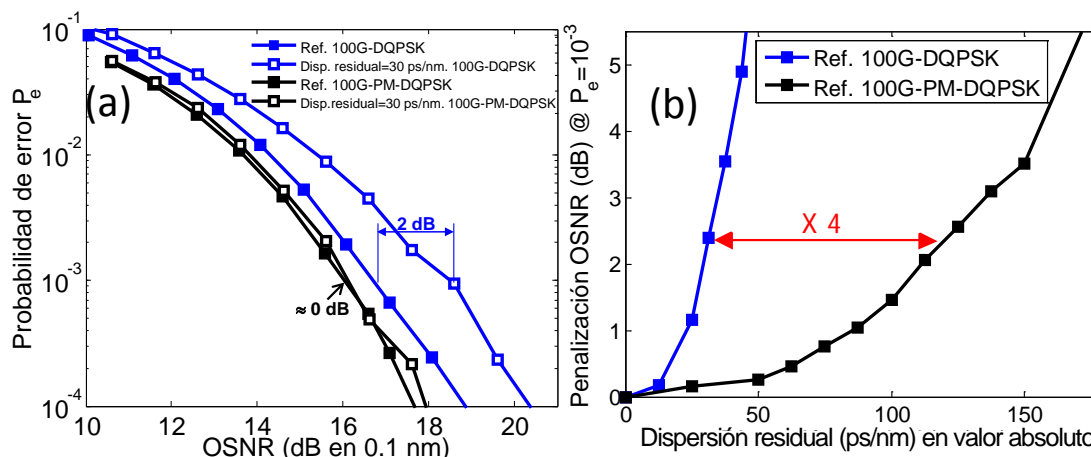 Probabilidad de error Pe
10-1
10-2
10-3
10-4
(a)
Ref. 100G-DQPSK
Disp. residual=30 ps/nm. 100G-DQPSK
Ref. 100G-PM-DQPSK
Disp.residual=30 ps/nm. 100G-PM-DQPSK
2 dB
≈ 0 dB
10 12 14 16 18 20
OSNR (dB en 0.1 nm)
Penalización OSNR (dB) @ Pe=10-3
5
4
3
2
1
0
(b)
Ref. 100G-DQPSK
Ref. 100G-PM-DQPSK
X 4
0 50 100 150
Dispersión residual (ps/nm) en valor absoluto